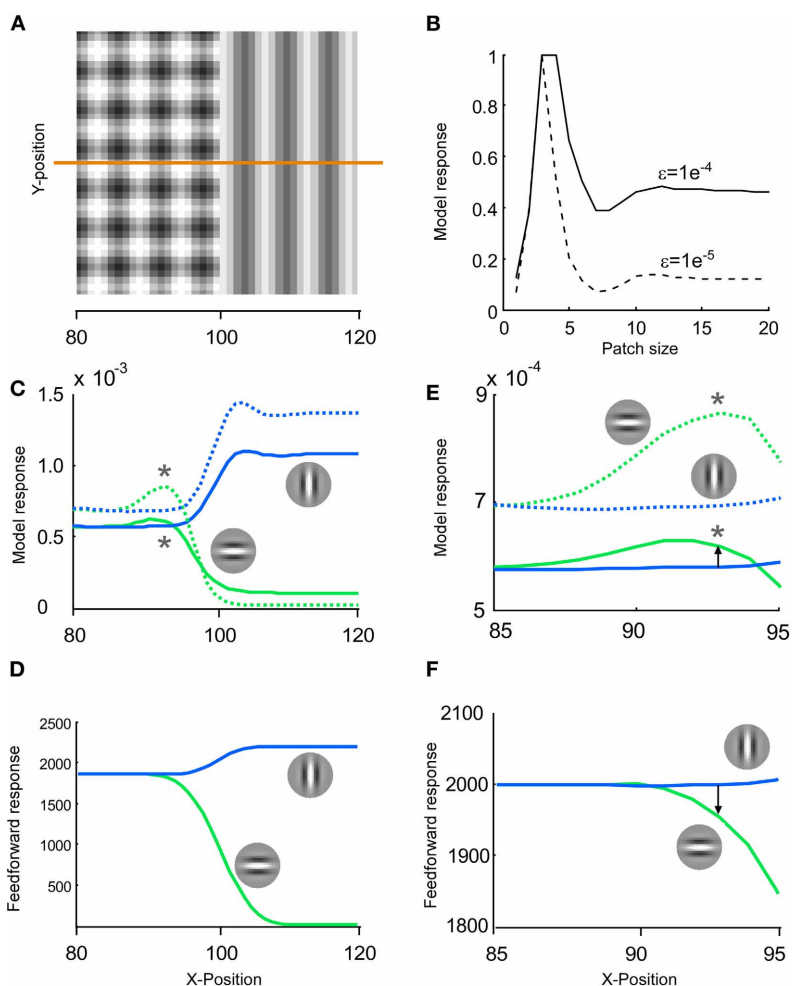 A
Y-position
80
100
120
B
Model response
1
0.8
0.6
0.4
0.2
0
ε=1e⁻⁴
ε=1e⁻⁵
0
5
10
15
20
Patch size
C
x 10⁻³
Model response
1.5
1.0
0.5
0
*
*
80
100
120
E
x 10⁻⁴
Model response
9
7
5
*
*
85
90
95
D
Feedforward response
2500
2000
1500
1000
500
80
100
120
X-Position
F
Feedforward response
2100
2000
1900
1800
85
90
95
X-Position